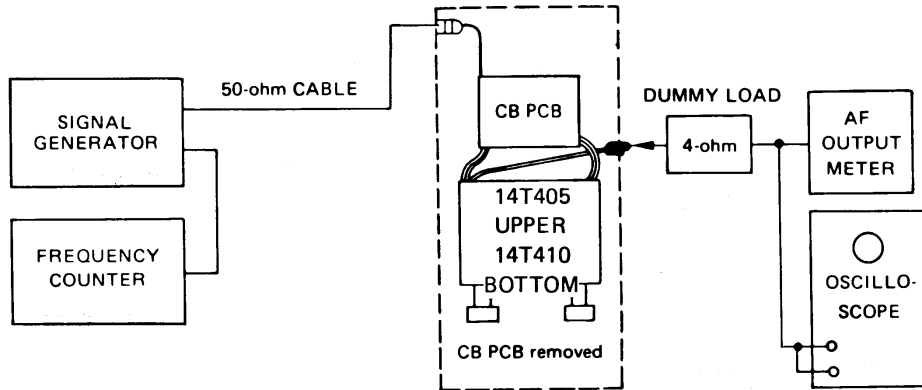 50-ohm CABLE
SIGNAL
GENERATOR
FREQUENCY
COUNTER
CB PCB
14T405
UPPER
14T410
BOTTOM
CB PCB removed
DUMMY LOAD
4-ohm
AF
OUTPUT
METER
OSCILLO-
SCOPE